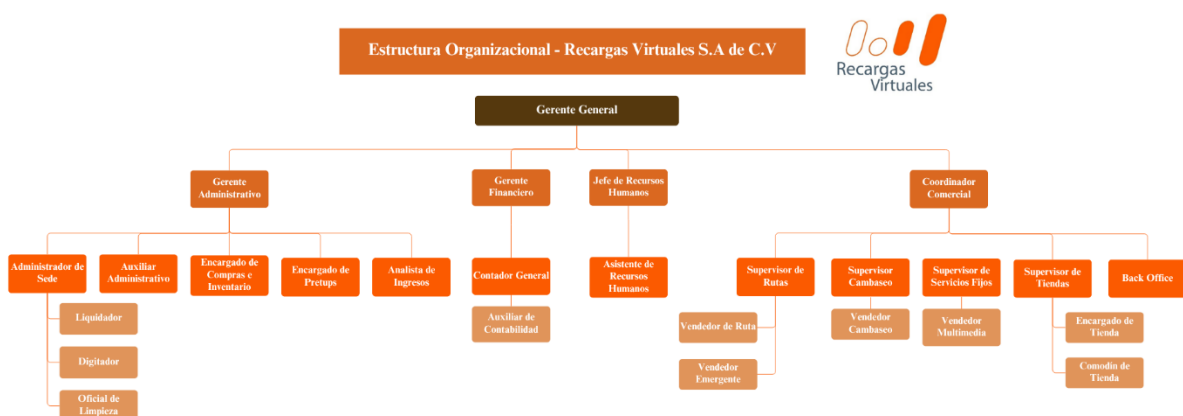 Estructura Organizacional - Recargas Virtuales S.A de C.V
Recargas
Virtuales
Gerente General
Gerente
Administrativo
Gerente
Financiero
Jefe de Recursos
Humanos
Coordinador
Comercial
Administrador de
Sede
Auxiliar
Administrativo
Encargado de
Compras e
Inventario
Encargado de
Pretups
Analista de
Ingresos
Contador General
Asistente de
Recursos
Humanos
Supervisor de
Rutas
Supervisor
Cambaseo
Supervisor de
Servicios Fijos
Supervisor de
Tiendas
Back Office
Liquidador
Digitador
Oficial de
Limpieza
Auxiliar de
Contabilidad
Vendedor de Ruta
Vendedor
Emergente
Vendedor
Cambaseo
Vendedor
Multimedia
Encargado de
Tienda
Comodín de
Tienda